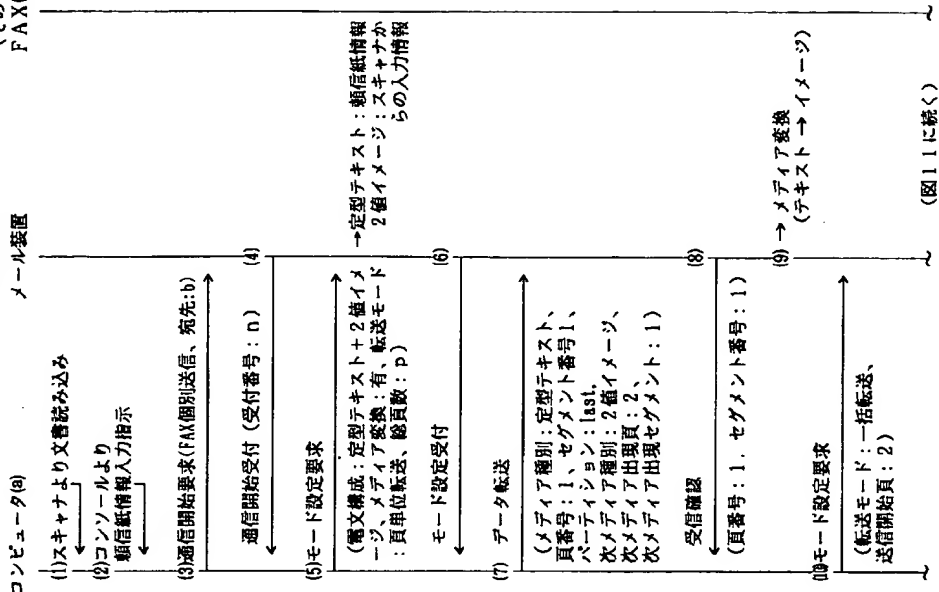 コンピュータ(a)
メール装置
FAX(
(1)スキャナより文書読み込み
(2)コンソールより
頼信紙情報入力指示
(3)通信開始要求(FAX個別送信、宛先:b)
(4)
通信開始受付(受付番号:n)
(5)モード設定要求
(電文構成:定型テキスト+2値イメ
ージ、メディア変換:有、転送モード
:頁単位転送、総頁数:p)
→定型テキスト:頼信紙情報
2値イメージ:スキャナか
らの入力情報
(6)
モード設定受付
(7)
データ転送
(メディア種別:定型テキスト、
頁番号:1、セグメント番号1、
パーティション:last、
次メディア種別:2値イメージ、
次メディア出現頁:2、
次メディア出現セグメント:1)
(8)
受信確認
(頁番号:1、セグメント番号:1)
(9)→メディア変換
(テキスト→イメージ)
(10)モード設定要求
(転送モード:一括転送、
送信開始頁:2)
(図11に続く)